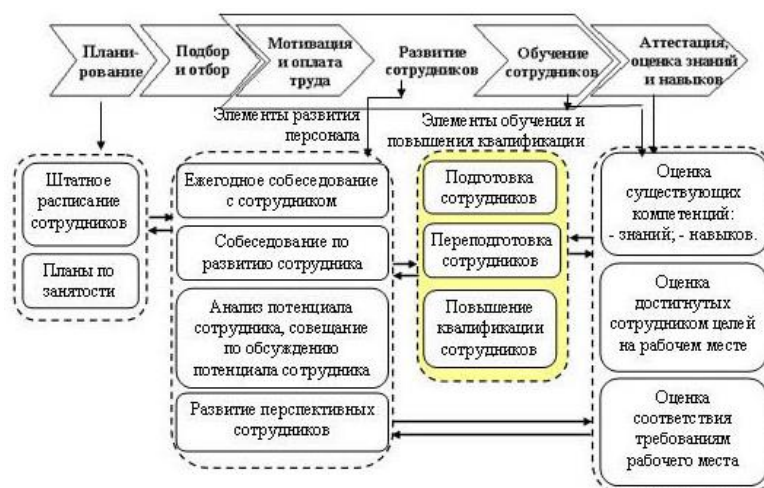 Плани-
рование
Подбор
и отбор
Мотивация
и оплата
труда
Развитие
сотрудников
Обучение
сотрудников
Аттестация,
оценка знаний
и навыков
Элементы развития
персонала
Элементы обучения и
повышения квалификации
Штатное
расписание
сотрудников
Планы по
занятости
Ежегодное собеседование
с сотрудником
Собеседование по
развитию сотрудника
Анализ потенциала
сотрудника, совещание
по обсуждению
потенциала сотрудника
Развитие перспективных
сотрудников
Подготовка
сотрудников
Переподготовка
сотрудников
Повышение
квалификации
сотрудников
Оценка
существующих
компетенций:
- знаний; - навыков.
Оценка
достигнутых
сотрудником целей
на рабочем месте
Оценка
соответствия
требованиям
рабочего места